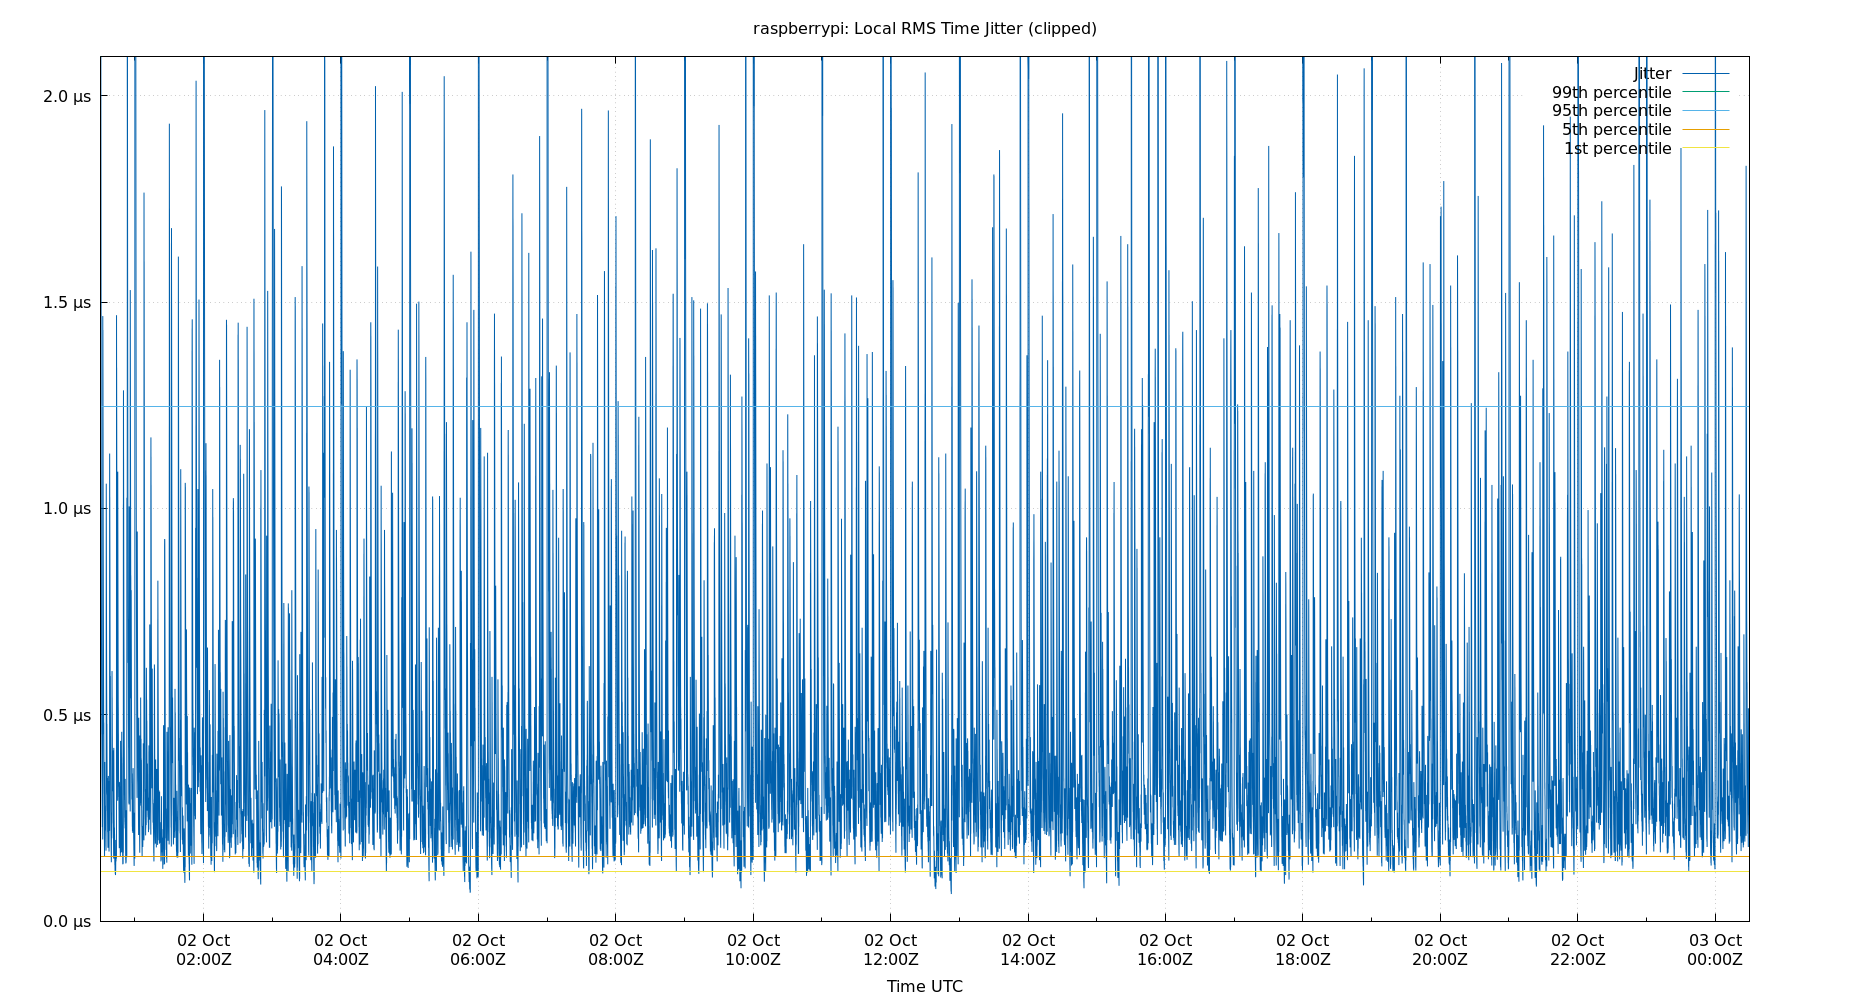 raspberrypi: Local RMS Time Jitter (clipped)
Jitter
99th percentile
95th percentile
5th percentile
1st percentile
2.0 μs
1.5 μs
1.0 μs
0.5 μs
0.0 μs
02 Oct 02 Oct 02 Oct 02 Oct 02 Oct 02 Oct 02 Oct 02 Oct 02 Oct 02 Oct 02 Oct 03 Oct
02:00Z 04:00Z 06:00Z 08:00Z 10:00Z 12:00Z 14:00Z 16:00Z 18:00Z 20:00Z 22:00Z 00:00Z
Time UTC